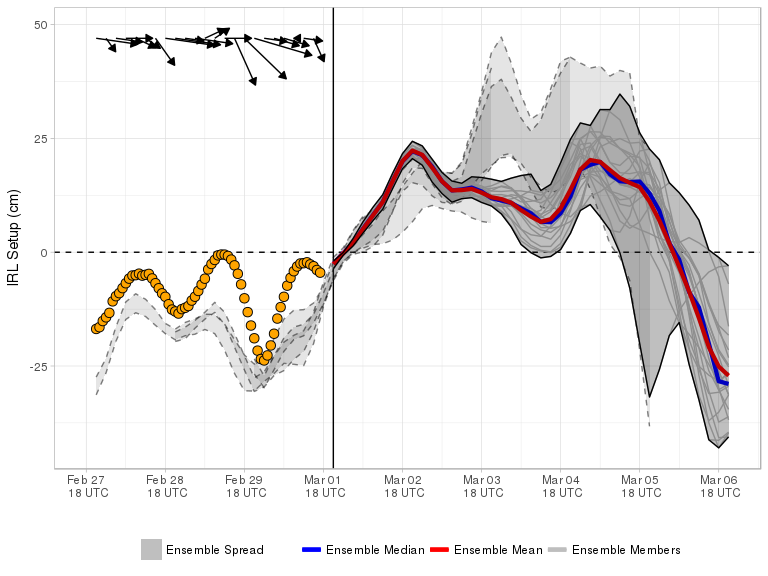 50
25
0
-25
IRL Setup (cm)
Feb 27 Feb 28 Feb 29 Mar 01 Mar 02 Mar 03 Mar 04 Mar 05 Mar 06
18 UTC 18 UTC 18 UTC 18 UTC 18 UTC 18 UTC 18 UTC 18 UTC 18 UTC
Ensemble Spread Ensemble Median Ensemble Mean Ensemble Members